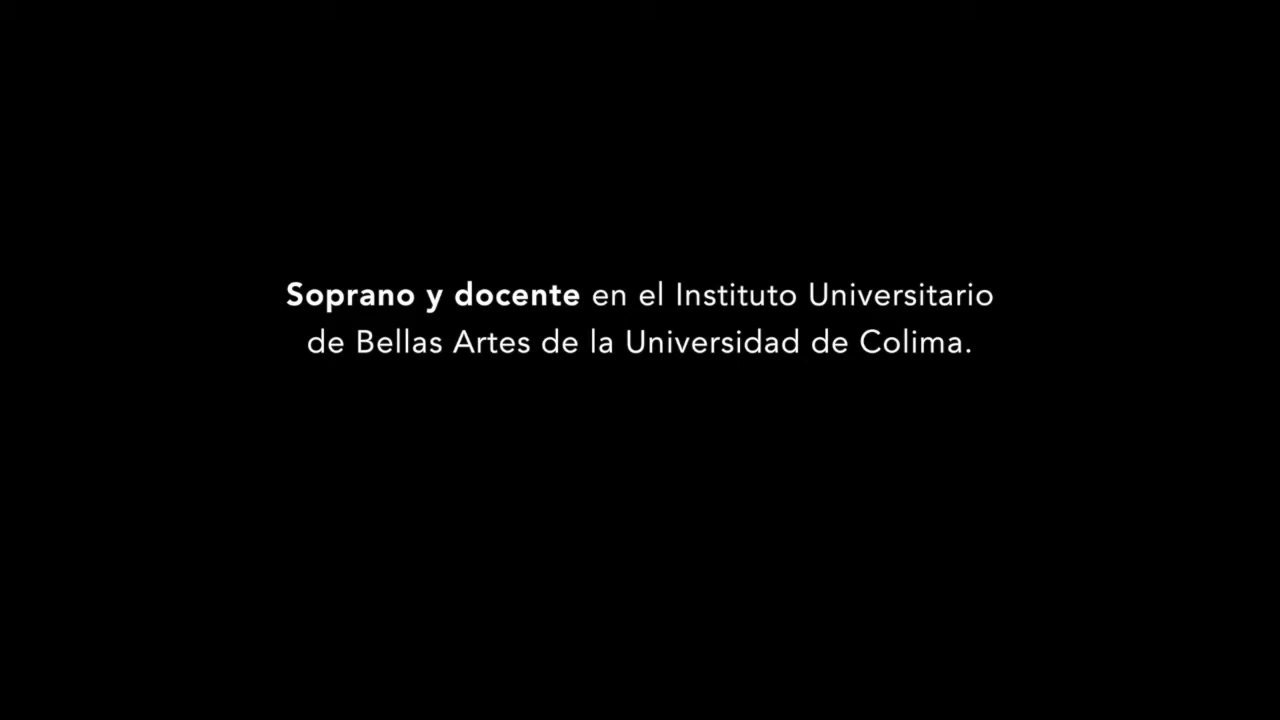 Soprano y docente en el Instituto Universitario
de Bellas Artes de la Universidad de Colima.